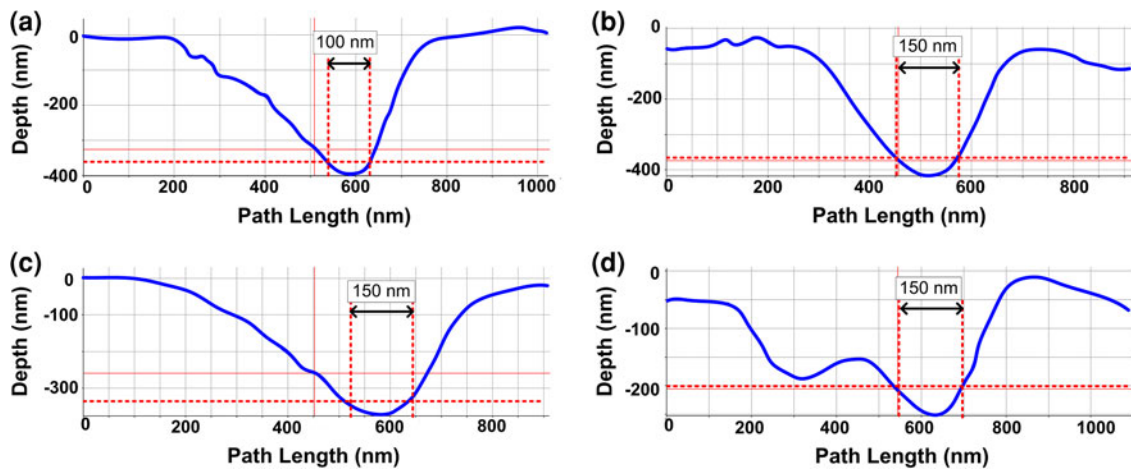 (a)
100 nm
0
-200
-400
Depth (nm)
0 200 400 600 800 1000
Path Length (nm)
(b)
150 nm
0
-200
-400
Depth (nm)
0 200 400 600 800
Path Length (nm)
(c)
150 nm
0
-100
-300
Depth (nm)
0 200 400 600 800
Path Length (nm)
(d)
150 nm
0
-100
-200
Depth (nm)
0 200 400 600 800 1000
Path Length (nm)